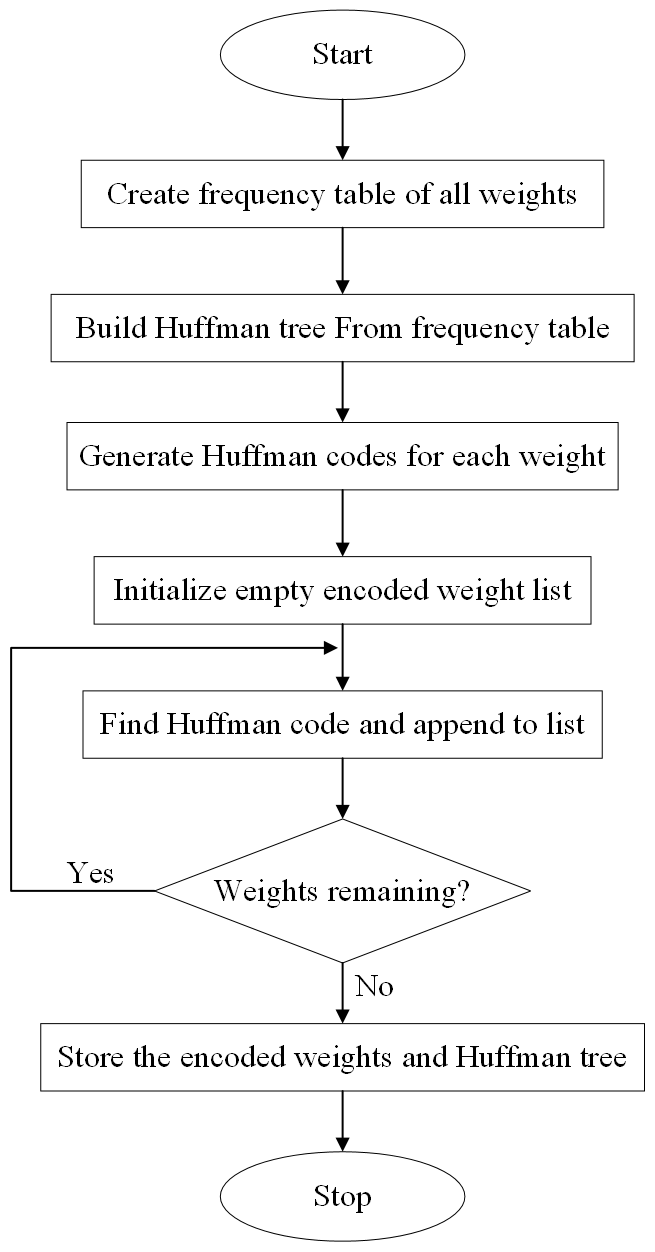 Start
Create frequency table of all weights
Build Huffman tree From frequency table
Generate Huffman codes for each weight
Initialize empty encoded weight list
Find Huffman code and append to list
Yes
Weights remaining?
No
Store the encoded weights and Huffman tree
Stop